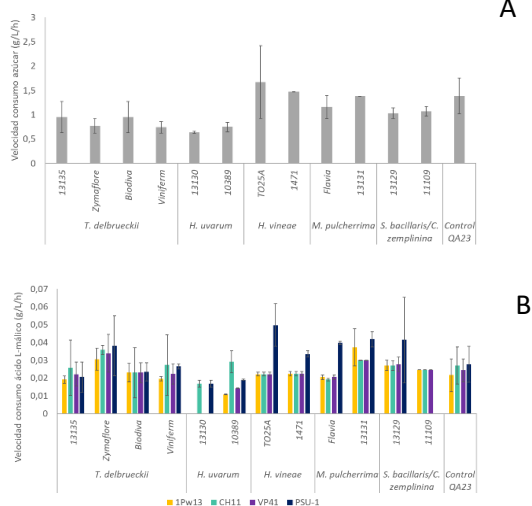 A
Velocidad consumo azúcar (g/L/h)
3
2,5
2
1,5
1
0,5
0
13135 Zymaflore Biodiva Viniferm 13130 10389 TO25A 1471 Flavia 13131 13129 11109
T. delbrueckii H. uvarum H. vineae M. pulcherrima S. bacillaris/C. zemplinina Control QA23
B
Velocidad consumo ácido L-málico (g/L/h)
0,07
0,06
0,05
0,04
0,03
0,02
0,01
0
13135 Zymaflore Biodiva Viniferm 13130 10389 TO25A 1471 Flavia 13131 13129 11109
T. delbrueckii H. uvarum H. vineae M. pulcherrima S. bacillaris/C. zemplinina Control QA23
1Pw13 CH11 VP41 PSU-1